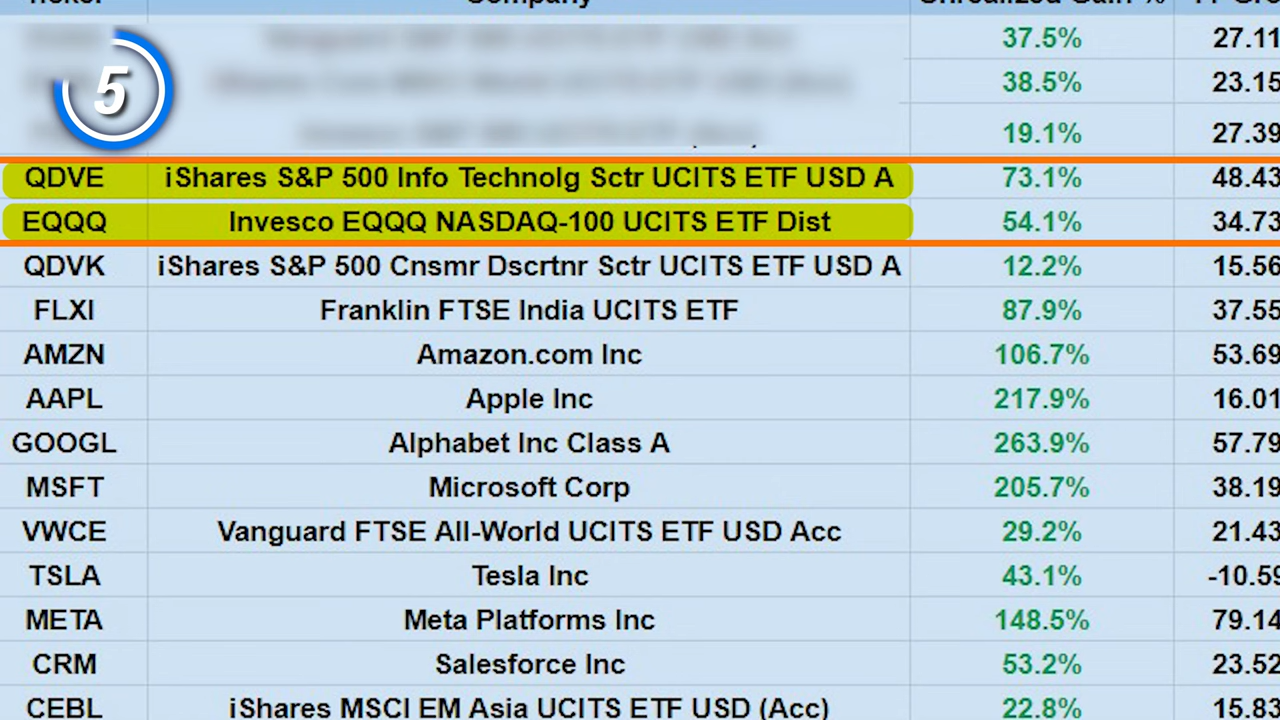 Company Unrealized Gain %
37.5% 27.11
38.5% 23.15
5
19.1% 27.39
QDVE iShares S&P 500 Info Technolg Sctr UCITS ETF USD A 73.1% 48.43
EQQQ Invesco EQQQ NASDAQ-100 UCITS ETF Dist 54.1% 34.73
QDVK iShares S&P 500 Cnsmr Dscrtnr Sctr UCITS ETF USD A 12.2% 15.56
FLXI Franklin FTSE India UCITS ETF 87.9% 37.55
AMZN Amazon.com Inc 106.7% 53.69
AAPL Apple Inc 217.9% 16.01
GOOGL Alphabet Inc Class A 263.9% 57.79
MSFT Microsoft Corp 205.7% 38.19
VWCE Vanguard FTSE All-World UCITS ETF USD Acc 29.2% 21.43
TSLA Tesla Inc 43.1% -10.59
META Meta Platforms Inc 148.5% 79.14
CRM Salesforce Inc 53.2% 23.52
CEBL iShares MSCI EM Asia UCITS ETF USD (Acc) 22.8% 15.83